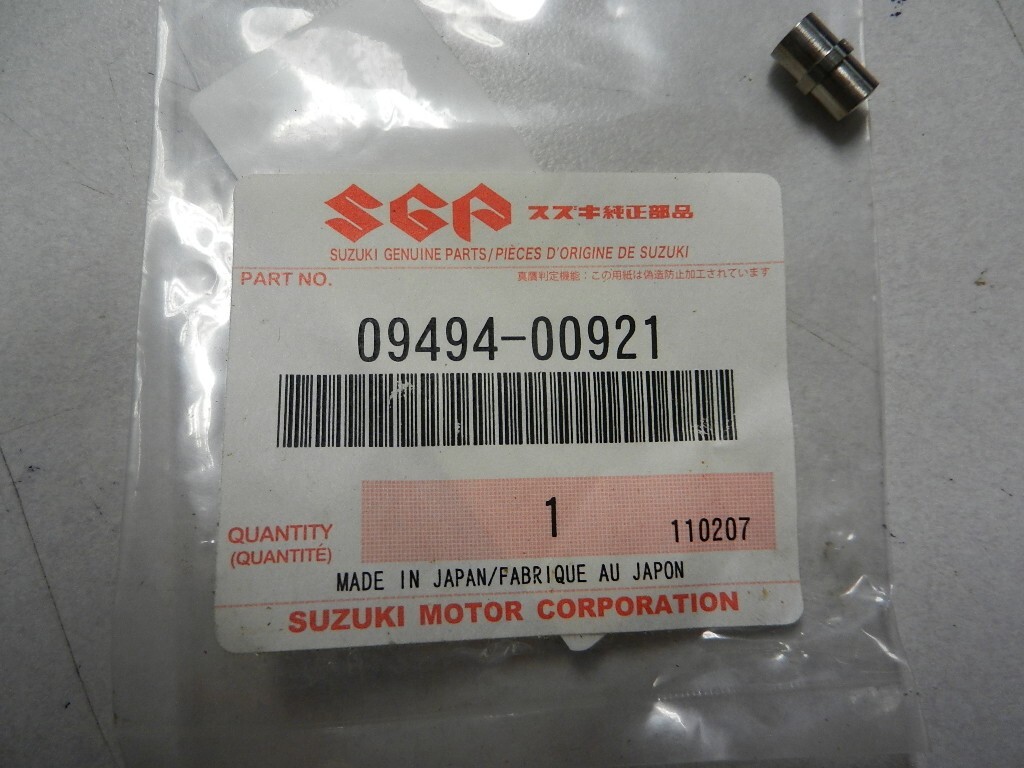 SGP スズキ純正部品
SUZUKI GENUINE PARTS/PIÈCES D'ORIGINE DE SUZUKI
PART NO. 真贋判定機能：この用紙は偽造防止加工されています
09494-00921
1
110207
QUANTITY
(QUANTITÉ)
MADE IN JAPAN/FABRIQUE AU JAPON
SUZUKI MOTOR CORPORATION